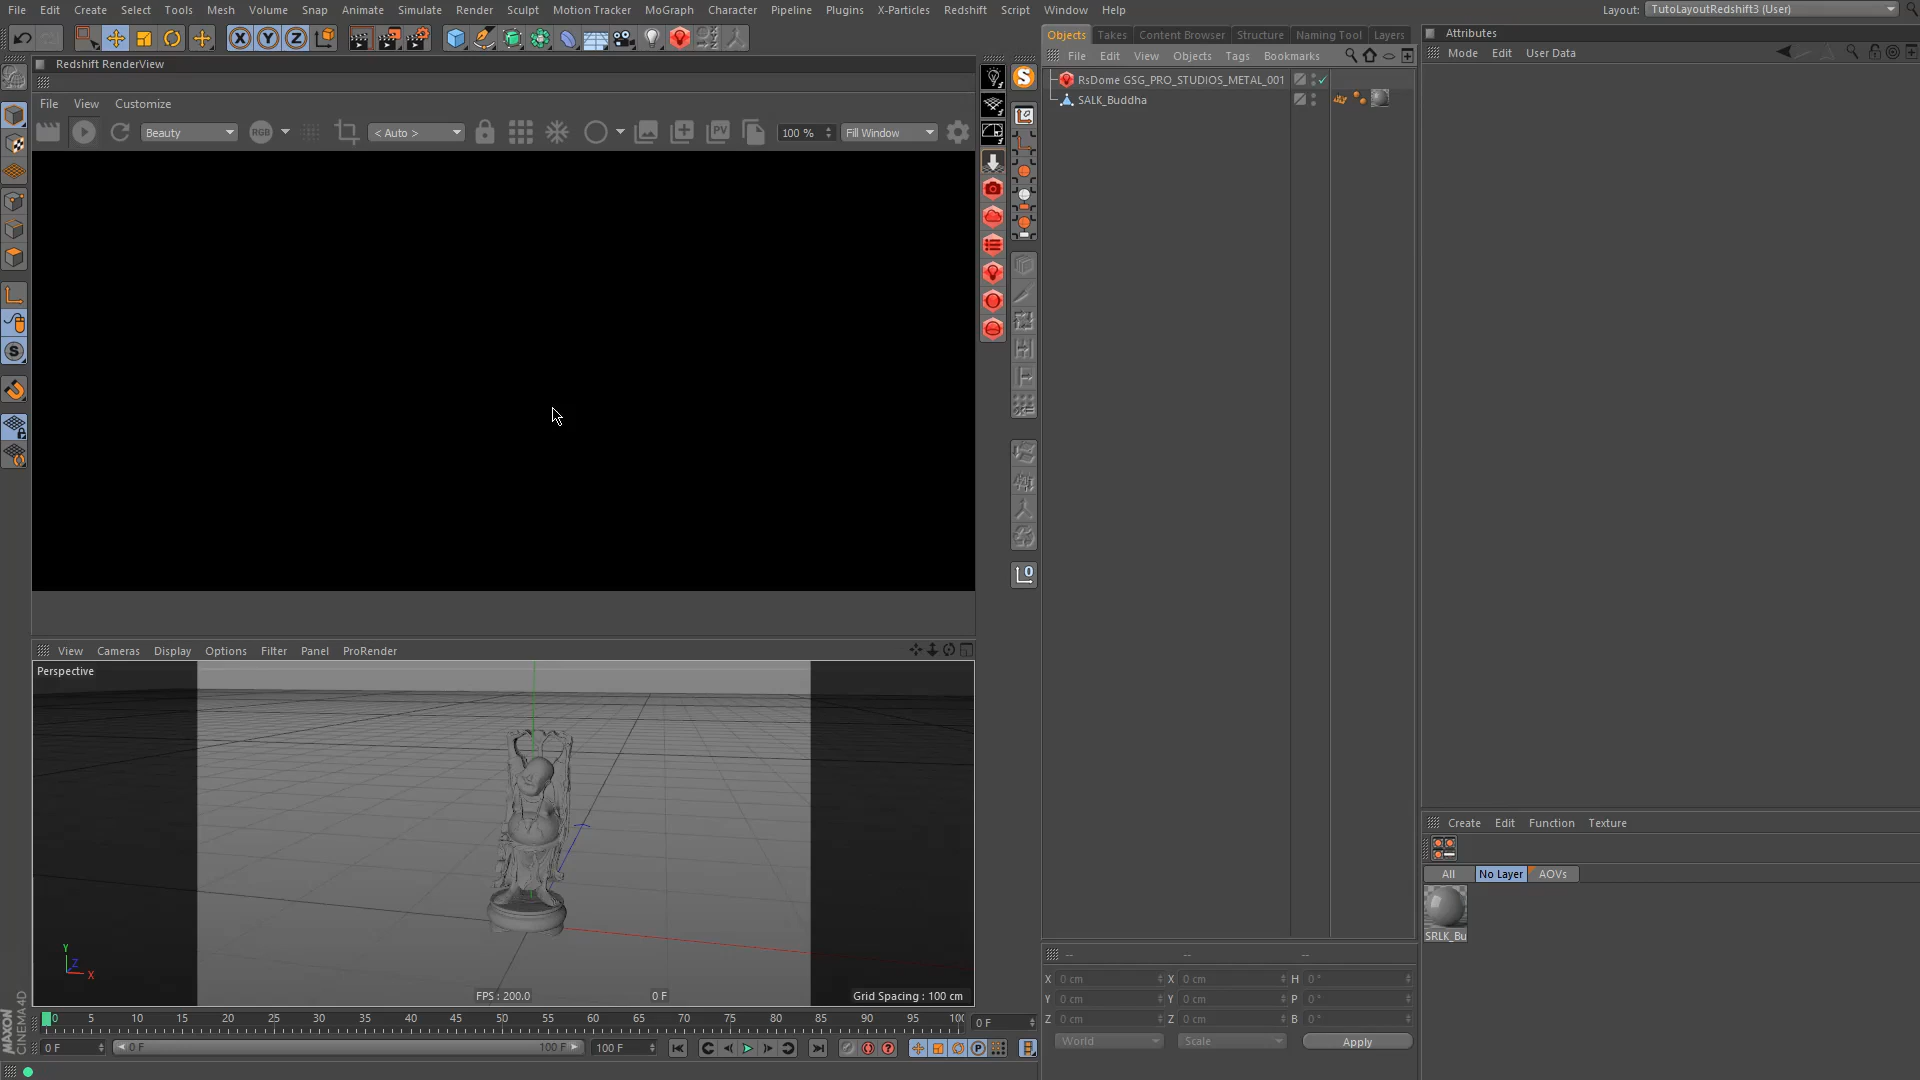 File Edit Create Select Tools Mesh Volume Snap Animate Simulate Render Sculpt Motion Tracker MoGraph Character Pipeline Plugins X-Particles Redshift Script Window Help Layout: TutoLayoutRedshift3 (User)
X Y Z
Redshift RenderView
File View Customize
Beauty RGB < Auto > PV 100 % Fill Window
Objects Takes Content Browser Structure Naming Tool Layers
File Edit View Objects Tags Bookmarks
RsDome GSG_PRO_STUDIOS_METAL_001
SALK_Buddha
Attributes
Mode Edit User Data
View Cameras Display Options Filter Panel ProRender
Perspective
Y
Z
X
FPS : 200.0 0 F Grid Spacing : 100 cm
0 5 10 15 20 25 30 35 40 45 50 55 60 65 70 75 80 85 90 95 100 0 F
0 F 0 F 100 F 100 F
MAXON
CINEMA 4D
Create Edit Function Texture
All No Layer AOVs
SRLK_Bu
-- -- --
X 0 cm X 0 cm H 0 °
Y 0 cm Y 0 cm P 0 °
Z 0 cm Z 0 cm B 0 °
World Scale Apply